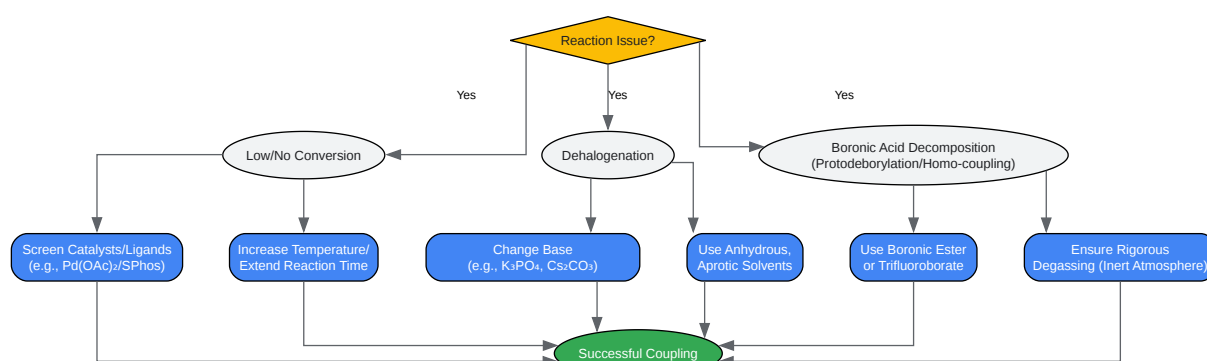 Reaction Issue?
Yes
Yes
Yes
Low/No Conversion
Dehalogenation
Boronic Acid Decomposition
(Protodeborylation/Homo-coupling)
Screen Catalysts/Ligands
(e.g., Pd(OAc)₂/SPhos)
Increase Temperature/
Extend Reaction Time
Change Base
(e.g., K₃PO₄, Cs₂CO₃)
Use Anhydrous,
Aprotic Solvents
Use Boronic Ester
or Trifluoroborate
Ensure Rigorous
Degassing (Inert Atmosphere)
Successful Coupling